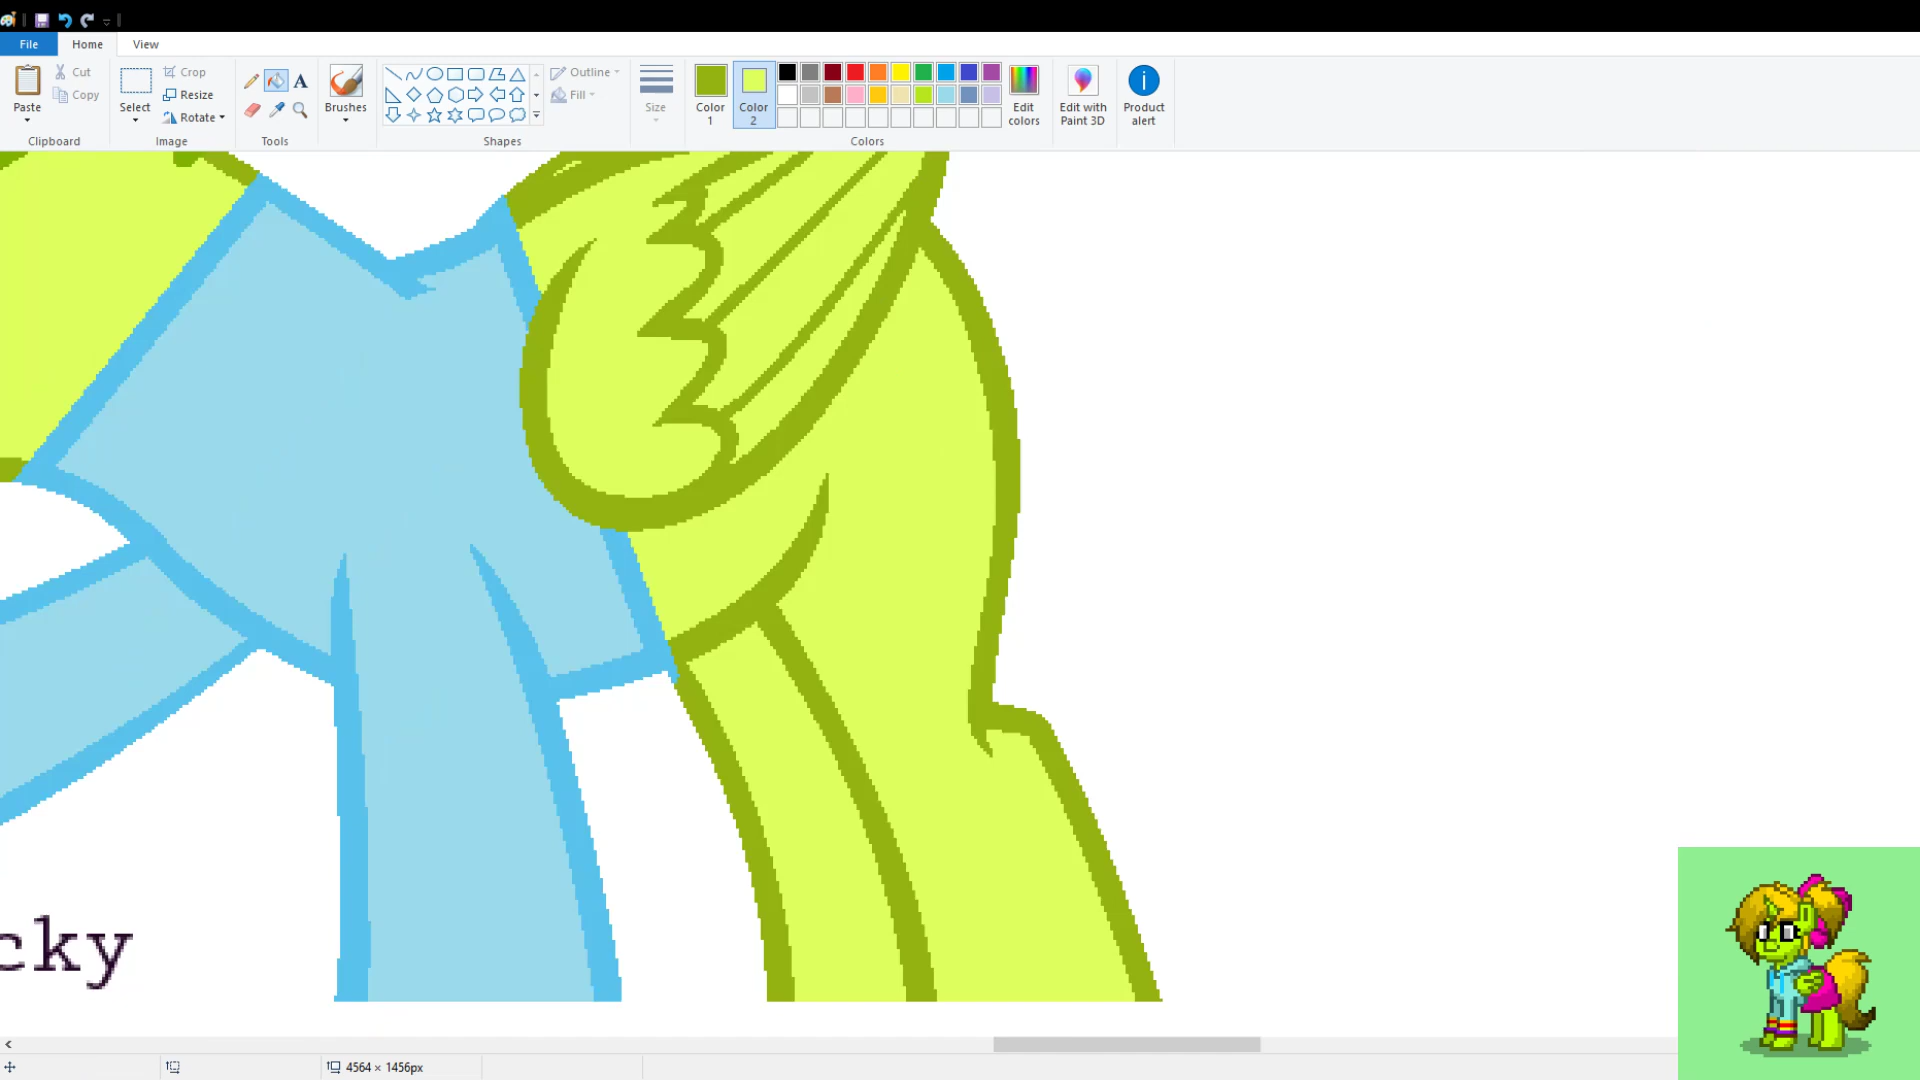 File Home View
Paste
Cut
Copy
Clipboard
Select
Crop
Resize
Rotate
Image
A
Tools
Brushes
Shapes
Outline
Fill
Size
Color 1
Color 2
Edit colors
Colors
Edit with Paint 3D
Product alert
cky
4564 × 1456px